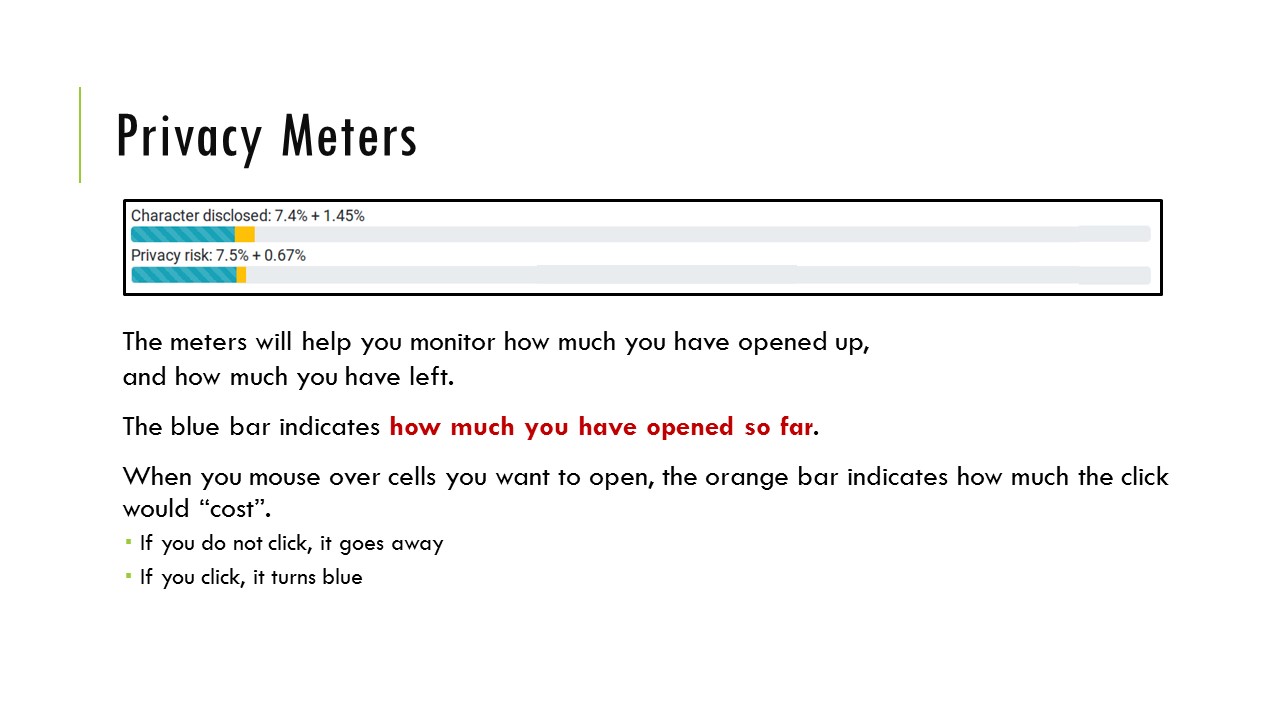 Privacy Meters
Character disclosed: 7.4% + 1.45%
Privacy risk: 7.5% + 0.67%
The meters will help you monitor how much you have opened up,
and how much you have left.
The blue bar indicates how much you have opened so far.
When you mouse over cells you want to open, the orange bar indicates how much the click
would “cost”.
▪ If you do not click, it goes away
▪ If you click, it turns blue